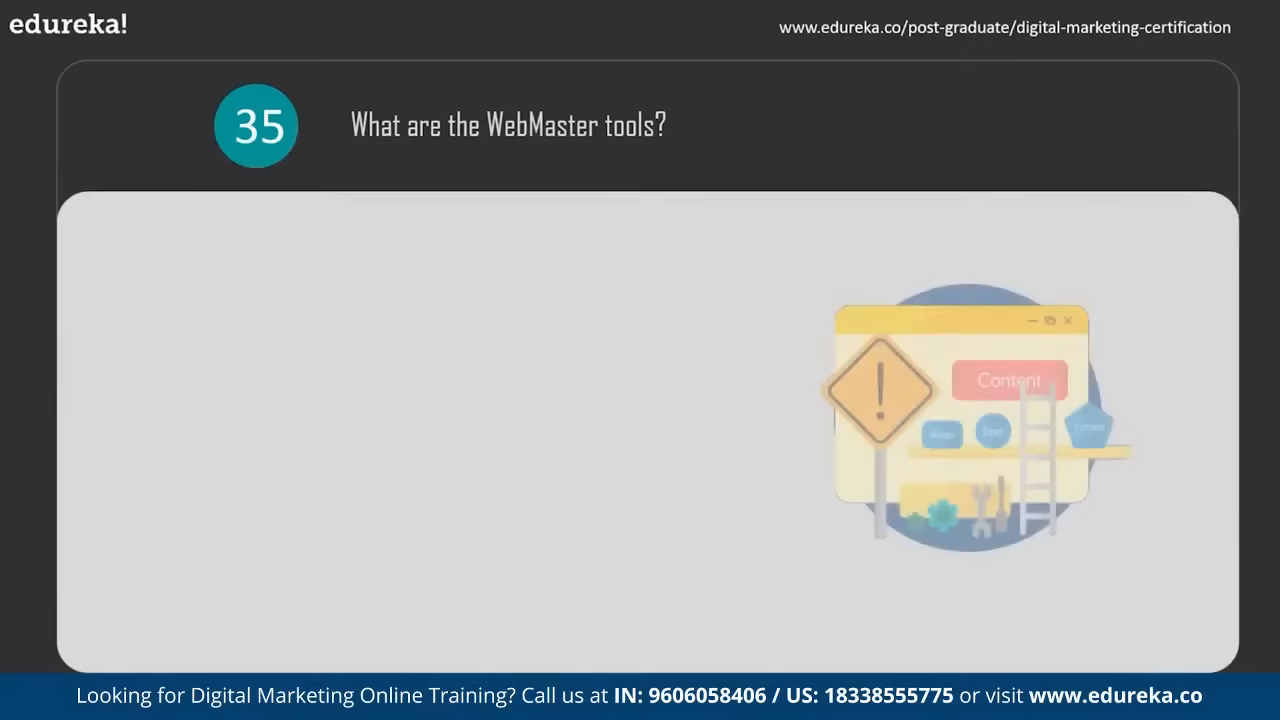 edureka!
www.edureka.co/post-graduate/digital-marketing-certification
35
What are the WebMaster tools?
Content
Text
Looking for Digital Marketing Online Training? Call us at IN: 9606058406 / US: 18338555775 or visit www.edureka.co